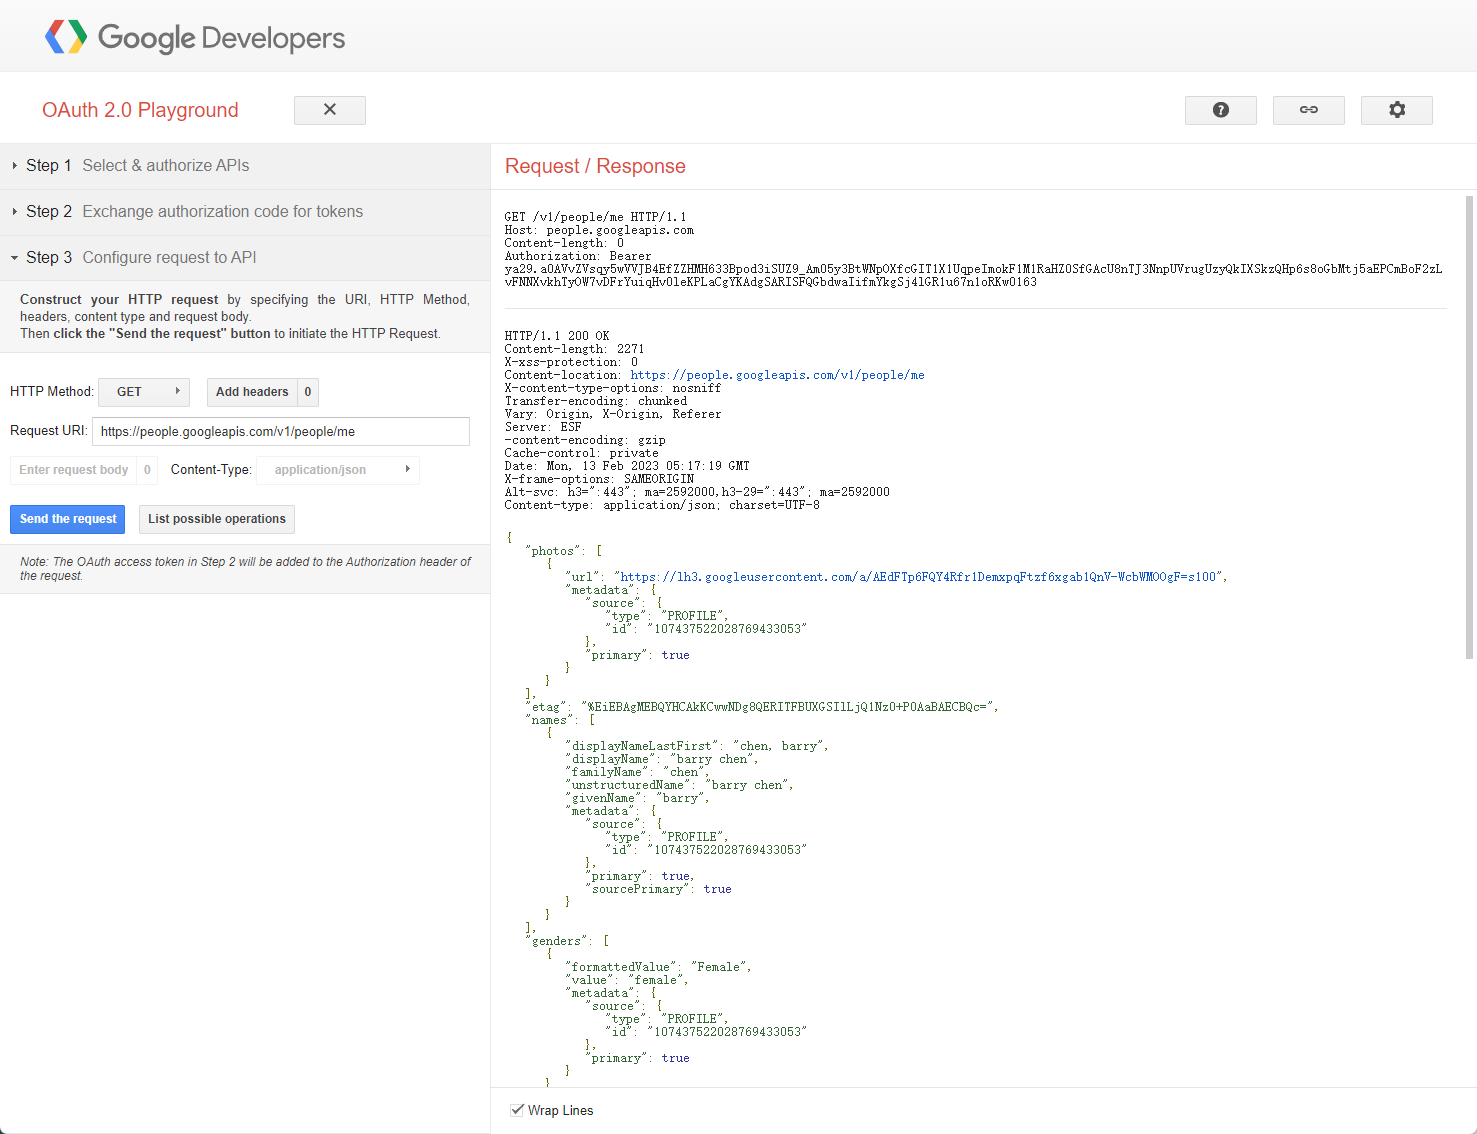 Google Developers
OAuth 2.0 Playground
Step 1 Select & authorize APIs
Step 2 Exchange authorization code for tokens
Step 3 Configure request to API
Construct your HTTP request by specifying the URI, HTTP Method,
headers, content type and request body.
Then click the "Send the request" button to initiate the HTTP Request.
HTTP Method: GET Add headers 0
Request URI: https://people.googleapis.com/v1/people/me
Enter request body 0 Content-Type: application/json
Send the request List possible operations
Note: The OAuth access token in Step 2 will be added to the Authorization header of
the request.
Request / Response
GET /v1/people/me HTTP/1.1
Host: people.googleapis.com
Content-length: 0
Authorization: Bearer
HTTP/1.1 200 OK
Content-length: 2271
X-xss-protection: 0
Content-location: https://people.googleapis.com/v1/people/me
X-content-type-options: nosniff
Transfer-encoding: chunked
Vary: Origin, X-Origin, Referer
Server: ESF
-content-encoding: gzip
Cache-control: private
Date: Mon, 13 Feb 2023 05:17:19 GMT
X-frame-options: SAMEORIGIN
Alt-svc: h3=":443"; ma=2592000,h3-29=":443"; ma=2592000
Content-type: application/json; charset=UTF-8
{
"photos": [
{
"url":
"metadata": {
"source": {
"type": "PROFILE",
"id": "107437522028769433053"
},
"primary": true
}
}
],
"etag":
"names": [
{
"displayNameLastFirst": "chen, barry",
"displayName": "barry chen",
"familyName": "chen",
"unstructuredName": "barry chen",
"givenName": "barry",
"metadata": {
"source": {
"type": "PROFILE",
"id": "107437522028769433053"
},
"primary": true,
"sourcePrimary": true
}
}
],
"genders": [
{
"formattedValue": "Female",
"value": "female",
"metadata": {
"source": {
"type": "PROFILE",
"id": "107437522028769433053"
},
"primary": true
}
}
Wrap Lines